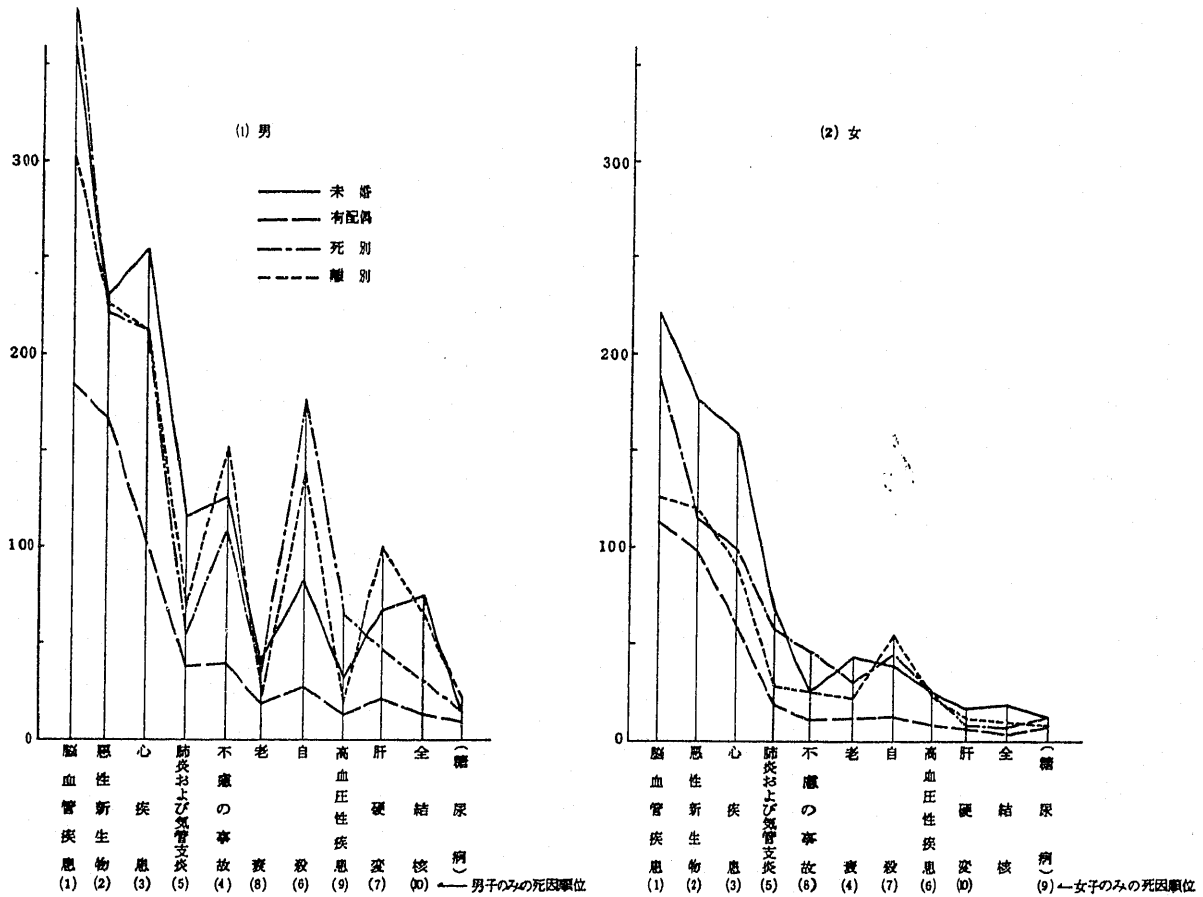 (1) 男
300
200
100
0
未婚
有配偶
死別
離別
脳血管疾患
(1)
悪性新生物
(2)
心疾患
(3)
肺炎および気管支炎
(5)
不慮の事故
(4)
老衰
(8)
自殺
(6)
高血圧性疾患
(9)
肝硬変
(7)
全結核
(10)
(糖尿病)
←男子のみの死因順位
(2) 女
300
200
100
0
脳血管疾患
(1)
悪性新生物
(2)
心疾患
(3)
肺炎および気管支炎
(5)
不慮の事故
(8)
老衰
(4)
自殺
(7)
高血圧性疾患
(6)
肝硬変
(10)
全結核
(糖尿病)
(9)←女子のみの死因順位